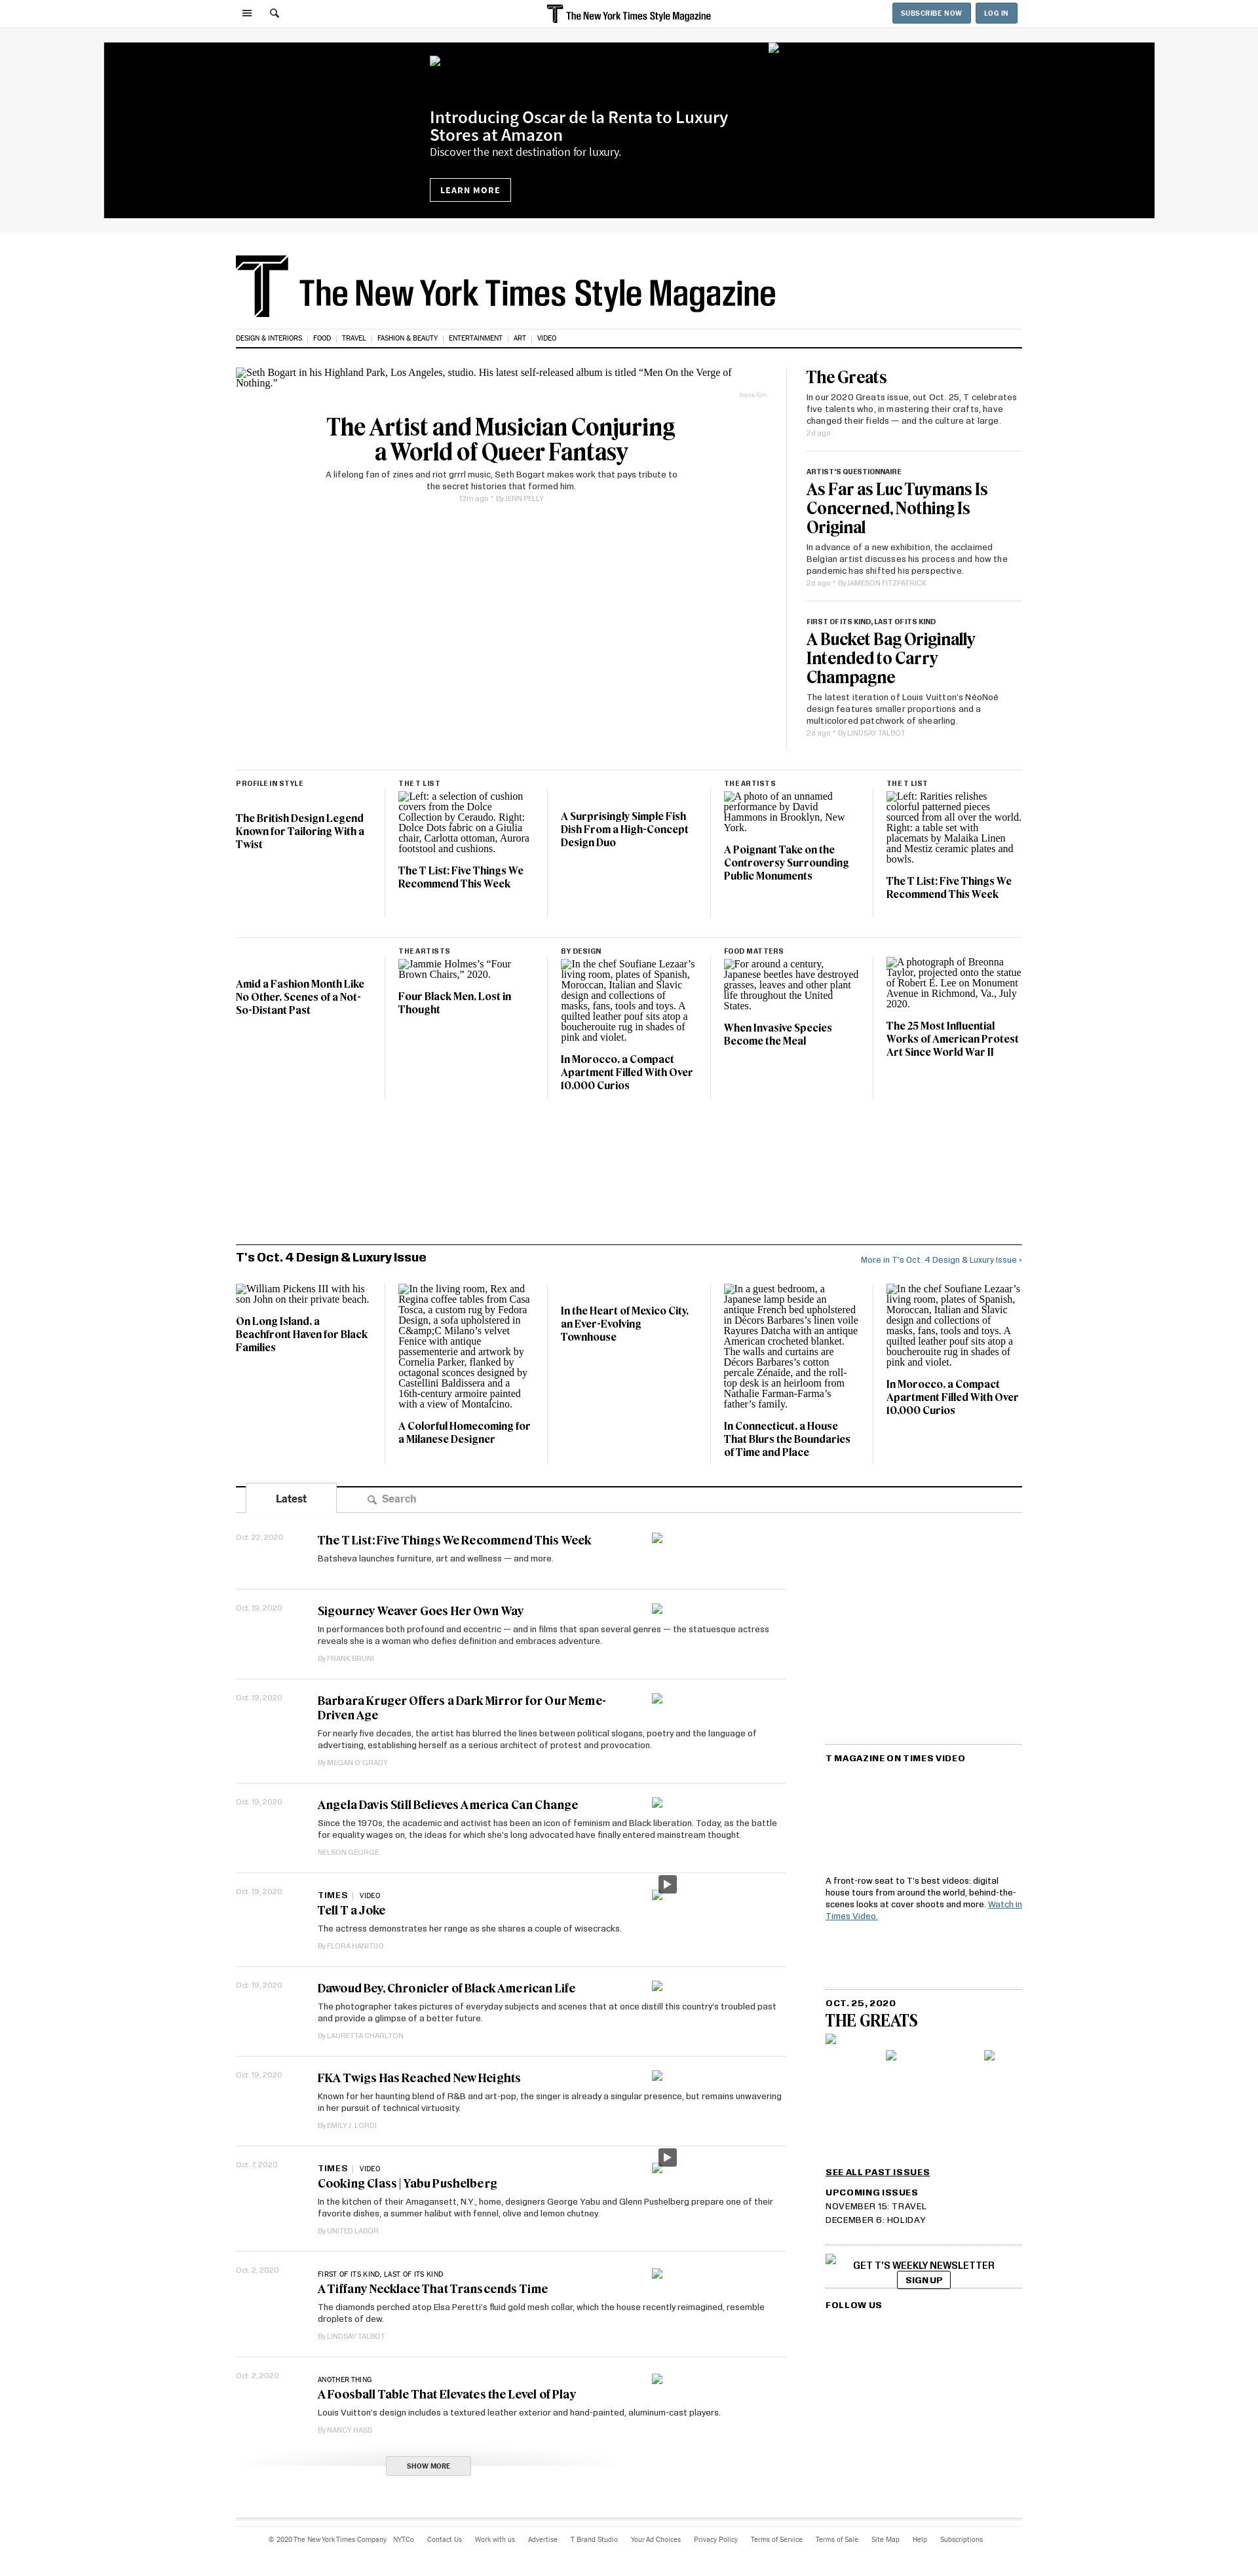 The New York Times Style Magazine
SUBSCRIBE NOW
LOG IN
Introducing Oscar de la Renta to Luxury
Stores at Amazon
Discover the next destination for luxury.
LEARN MORE
The New York Times Style Magazine
DESIGN & INTERIORS | FOOD | TRAVEL | FASHION & BEAUTY | ENTERTAINMENT | ART | VIDEO
Seth Bogart in his Highland Park, Los Angeles, studio. His latest self-released album is titled “Men On the Verge of
Nothing.”
Joyce Kim
The Artist and Musician Conjuring
a World of Queer Fantasy
A lifelong fan of zines and riot grrrl music, Seth Bogart makes work that pays tribute to
the secret histories that formed him.
13m ago • By JENN PELLY
The Greats
In our 2020 Greats issue, out Oct. 25, T celebrates
five talents who, in mastering their crafts, have
changed their fields — and the culture at large.
2d ago
ARTIST'S QUESTIONNAIRE
As Far as Luc Tuymans Is
Concerned, Nothing Is
Original
In advance of a new exhibition, the acclaimed
Belgian artist discusses his process and how the
pandemic has shifted his perspective.
2d ago • By JAMESON FITZPATRICK
FIRST OF ITS KIND, LAST OF ITS KIND
A Bucket Bag Originally
Intended to Carry
Champagne
The latest iteration of Louis Vuitton's NéoNoé
design features smaller proportions and a
multicolored patchwork of shearling.
2d ago • By LINDSAY TALBOT
PROFILE IN STYLE
The British Design Legend
Known for Tailoring With a
Twist
THE T LIST
Left: a selection of cushion
covers from the Dolce
Collection by Ceraudo. Right:
Dolce Dots fabric on a Giulia
chair, Carlotta ottoman, Aurora
footstool and cushions.
The T List: Five Things We
Recommend This Week
A Surprisingly Simple Fish
Dish From a High-Concept
Design Duo
THE ARTISTS
A photo of an unnamed
performance by David
Hammons in Brooklyn, New
York.
A Poignant Take on the
Controversy Surrounding
Public Monuments
THE T LIST
Left: Rarities relishes
colorful patterned pieces
sourced from all over the world.
Right: a table set with
placemats by Malaika Linen
and Mestiz ceramic plates and
bowls.
The T List: Five Things We
Recommend This Week
Amid a Fashion Month Like
No Other, Scenes of a Not-
So-Distant Past
THE ARTISTS
Jammie Holmes’s “Four
Brown Chairs,” 2020.
Four Black Men, Lost in
Thought
BY DESIGN
In the chef Soufiane Lezaar’s
living room, plates of Spanish,
Moroccan, Italian and Slavic
design and collections of
masks, fans, tools and toys. A
quilted leather pouf sits atop a
boucherouite rug in shades of
pink and violet.
In Morocco, a Compact
Apartment Filled With Over
10,000 Curios
FOOD MATTERS
For around a century,
Japanese beetles have destroyed
grasses, leaves and other plant
life throughout the United
States.
When Invasive Species
Become the Meal
A photograph of Breonna
Taylor, projected onto the statue
of Robert E. Lee on Monument
Avenue in Richmond, Va., July
2020.
The 25 Most Influential
Works of American Protest
Art Since World War II
T's Oct. 4 Design & Luxury Issue
More in T's Oct. 4 Design & Luxury Issue »
William Pickens III with his
son John on their private beach.
On Long Island, a
Beachfront Haven for Black
Families
In the living room, Rex and
Regina coffee tables from Casa
Tosca, a custom rug by Fedora
Design, a sofa upholstered in
C&amp;C Milano’s velvet
Fenice with antique
passementerie and artwork by
Cornelia Parker, flanked by
octagonal sconces designed by
Castellini Baldissera and a
16th-century armoire painted
with a view of Montalcino.
A Colorful Homecoming for
a Milanese Designer
In the Heart of Mexico City,
an Ever-Evolving
Townhouse
In a guest bedroom, a
Japanese lamp beside an
antique French bed upholstered
in Décors Barbares’s linen voile
Rayures Datcha with an antique
American crocheted blanket.
The walls and curtains are
Décors Barbares’s cotton
percale Zénaide, and the roll-
top desk is an heirloom from
Nathalie Farman-Farma’s
father’s family.
In Connecticut, a House
That Blurs the Boundaries
of Time and Place
In the chef Soufiane Lezaar’s
living room, plates of Spanish,
Moroccan, Italian and Slavic
design and collections of
masks, fans, tools and toys. A
quilted leather pouf sits atop a
boucherouite rug in shades of
pink and violet.
In Morocco, a Compact
Apartment Filled With Over
10,000 Curios
Latest
Search
Oct. 22, 2020
The T List: Five Things We Recommend This Week
Batsheva launches furniture, art and wellness — and more.
Oct. 19, 2020
Sigourney Weaver Goes Her Own Way
In performances both profound and eccentric — and in films that span several genres — the statuesque actress
reveals she is a woman who defies definition and embraces adventure.
By FRANK BRUNI
Oct. 19, 2020
Barbara Kruger Offers a Dark Mirror for Our Meme-
Driven Age
For nearly five decades, the artist has blurred the lines between political slogans, poetry and the language of
advertising, establishing herself as a serious architect of protest and provocation.
By MEGAN O'GRADY
Oct. 19, 2020
Angela Davis Still Believes America Can Change
Since the 1970s, the academic and activist has been an icon of feminism and Black liberation. Today, as the battle
for equality wages on, the ideas for which she's long advocated have finally entered mainstream thought.
NELSON GEORGE
Oct. 19, 2020
TIMES | VIDEO
Tell T a Joke
The actress demonstrates her range as she shares a couple of wisecracks.
By FLORA HANITIJO
Oct. 19, 2020
Dawoud Bey, Chronicler of Black American Life
The photographer takes pictures of everyday subjects and scenes that at once distill this country's troubled past
and provide a glimpse of a better future.
By LAURETTA CHARLTON
Oct. 19, 2020
FKA Twigs Has Reached New Heights
Known for her haunting blend of R&B and art-pop, the singer is already a singular presence, but remains unwavering
in her pursuit of technical virtuosity.
By EMILY J. LORDI
Oct. 7, 2020
TIMES | VIDEO
Cooking Class | Yabu Pushelberg
In the kitchen of their Amagansett, N.Y., home, designers George Yabu and Glenn Pushelberg prepare one of their
favorite dishes, a summer halibut with fennel, olive and lemon chutney.
By UNITED LABOR
Oct. 2, 2020
FIRST OF ITS KIND, LAST OF ITS KIND
A Tiffany Necklace That Transcends Time
The diamonds perched atop Elsa Peretti's fluid gold mesh collar, which the house recently reimagined, resemble
droplets of dew.
By LINDSAY TALBOT
Oct. 2, 2020
ANOTHER THING
A Foosball Table That Elevates the Level of Play
Louis Vuitton's design includes a textured leather exterior and hand-painted, aluminum-cast players.
By NANCY HASS
SHOW MORE
T MAGAZINE ON TIMES VIDEO
A front-row seat to T's best videos: digital
house tours from around the world, behind-the-
scenes looks at cover shoots and more. Watch in
Times Video.
OCT. 25, 2020
THE GREATS
SEE ALL PAST ISSUES
UPCOMING ISSUES
NOVEMBER 15: TRAVEL
DECEMBER 6: HOLIDAY
GET T'S WEEKLY NEWSLETTER
SIGN UP
FOLLOW US
© 2020 The New York Times Company NYTCo Contact Us Work with us Advertise T Brand Studio Your Ad Choices Privacy Policy Terms of Service Terms of Sale Site Map Help Subscriptions